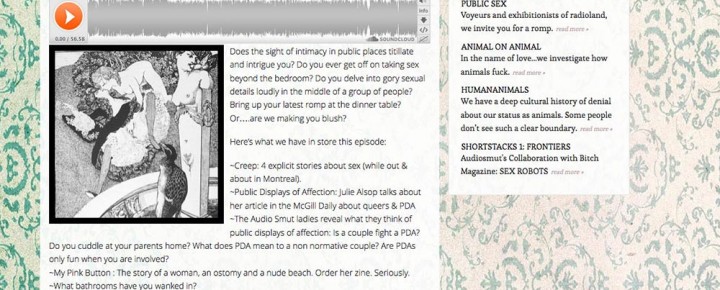 info
</>
0.00 / 56.58
SOUNDCLOUD
Does the sight of intimacy in public places titillate
and intrigue you? Do you ever get off on taking sex
beyond the bedroom? Do you delve into gory sexual
details loudly in the middle of a group of people?
Bring up your latest romp at the dinner table?
Or....are we making you blush?
Here's what we have in store this episode:
~Creep: 4 explicit stories about sex (while out &
about in Montreal).
~Public Displays of Affection: Julie Alsop talks about
her article in the McGill Daily about queers & PDA
~The Audio Smut ladies reveal what they think of
public displays of affection: Is a couple fight a PDA?
Do you cuddle at your parents home? What does PDA mean to a non normative couple? Are PDAs
only fun when you are involved?
~My Pink Button : The story of a woman, an ostomy and a nude beach. Order her zine. Seriously.
~What bathrooms have you wanked in?
PUBLIC SEX
Voyeurs and exhibitionists of radioland,
we invite you for a romp. read more »
ANIMAL ON ANIMAL
In the name of love...we investigate how
animals fuck. read more »
HUMANANIMALS
We have a deep cultural history of denial
about our status as animals. Some people
don't see such a clear boundary. read more »
SHORTSTACKS 1: FRONTIERS
Audiosmut's Collaboration with Bitch
Magazine: SEX ROBOTS read more »